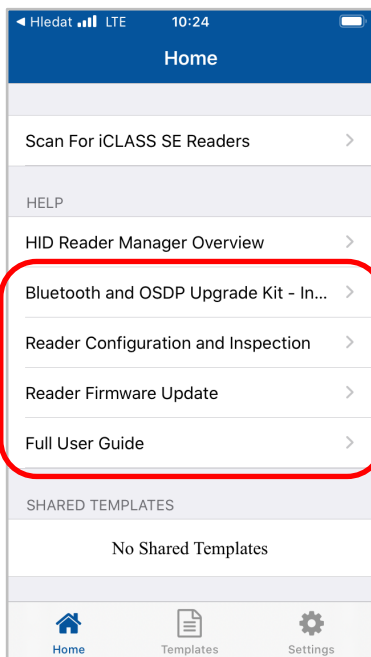 Hledat LTE 10:24
Home
Scan For iCLASS SE Readers
HELP
HID Reader Manager Overview
Bluetooth and OSDP Upgrade Kit - In...
Reader Configuration and Inspection
Reader Firmware Update
Full User Guide
SHARED TEMPLATES
No Shared Templates
Home Templates Settings